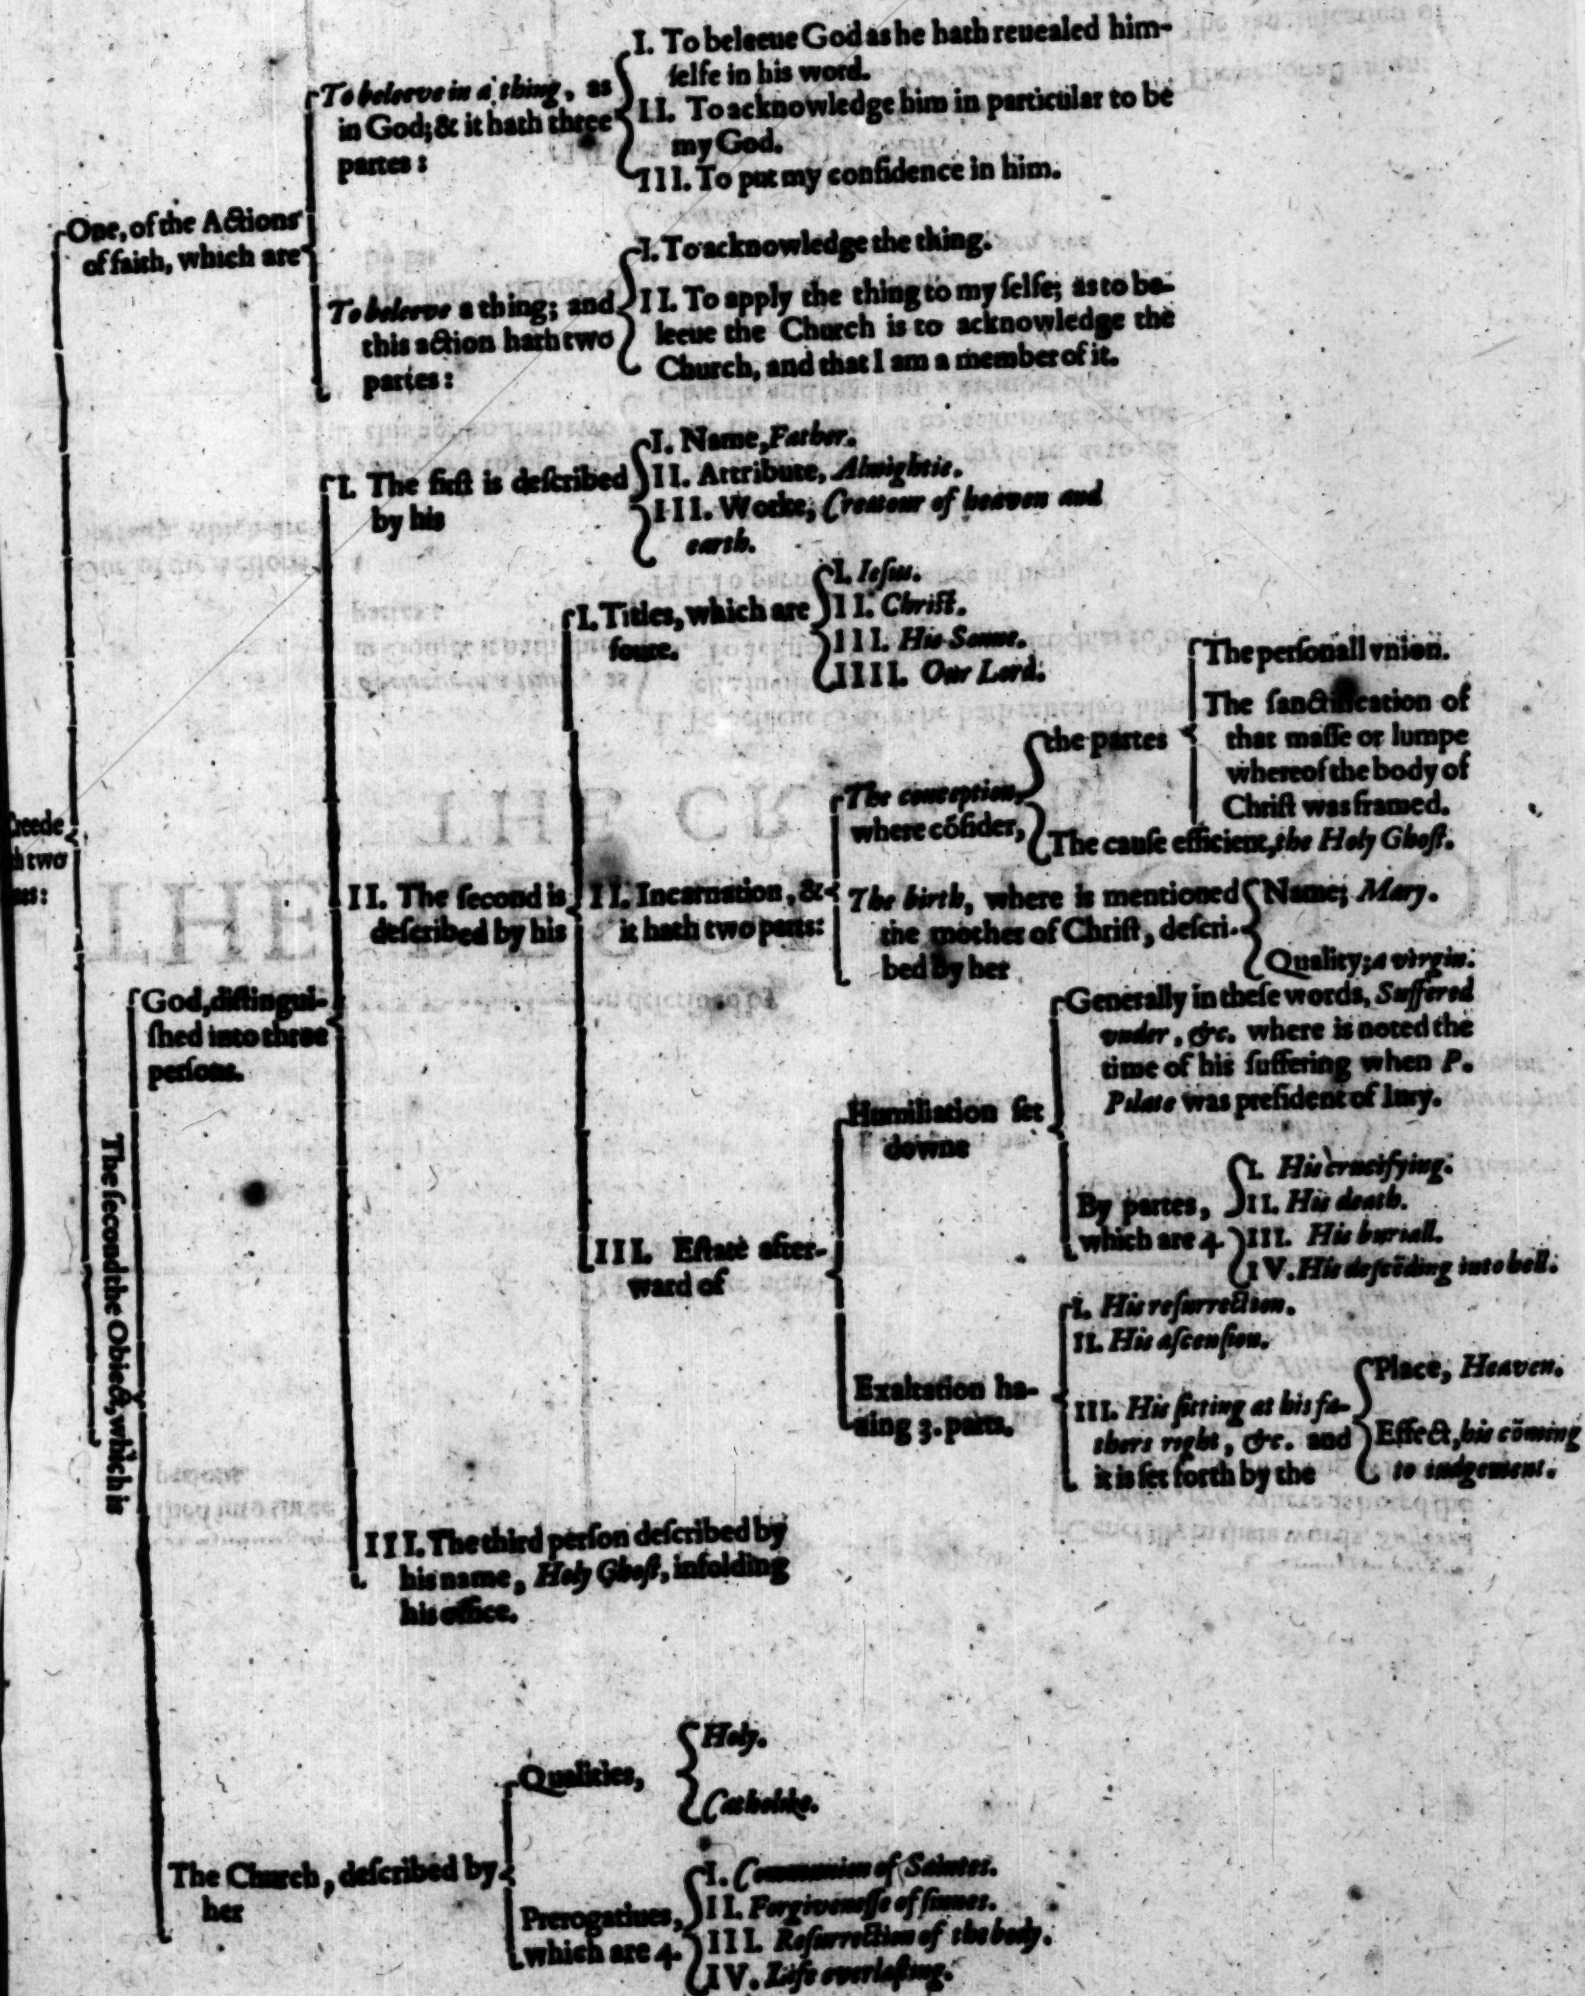 One, of the Actions
of faith, which are
To beleeve in a thing, as
in God; & it hath three
partes:
I. To beleeue God as he hath reuealed him-
ſelfe in his word.
II. To acknowledge him in particular to be
my God.
III. To put my confidence in him.
To beleeve a thing; and
this action hath two
partes:
I. To acknowledge the thing.
II. To apply the thing to my ſelfe; as to be-
leeue the Church is to acknowledge the
Church, and that I am a member of it.
Creede
two
The ſecond the Obiect, which is
God, diſtingui-
ſhed into three
perſons.
I. The firſt is deſcribed
by his
I. Name, Father.
II. Attribute, Almightie.
III. Worke, Creatour of heaven and
earth.
II. The ſecond is
deſcribed by his
I. Titles, which are
foure.
I. Ieſus.
II. Chriſt.
III. His Sonne.
IIII. Our Lord.
II. Incarnation, &
it hath two parts:
The conception,
where cõſider,
the partes
The perſonall vnion.
The ſanctification of
that maſſe or lumpe
whereof the body of
Chriſt was framed.
The cauſe efficient, the Holy Ghoſt.
The birth, where is mentioned
the mother of Chriſt, deſcri-
bed by her
Name; Mary.
Quality; a virgin.
III. Eſtate after-
ward of
Humiliation ſet
downe
Generally in theſe words, Suffered
vnder, &c. where is noted the
time of his ſuffering when P.
Pilate was preſident of Iury.
By partes,
which are 4.
I. His crucifying.
II. His death.
III. His buriall.
IV. His deſcẽding into hell.
Exaltation ha-
uing 3. parts.
I. His reſurrection.
II. His aſcenſion.
III. His ſitting at his fa-
thers right, &c. and
it is ſet forth by the
Place, Heaven.
Effect, his cõming
to iudgement.
III. The third perſon deſcribed by
his name, Holy Ghoſt, infolding
his office.
The Church, deſcribed by
her
Qualities,
Holy.
Catholike.
Prerogatiues,
which are 4.
I. Communion of Saintes.
II. Forgiveneſſe of ſinnes.
III. Reſurrection of the body.
IV. Life everlaſting.